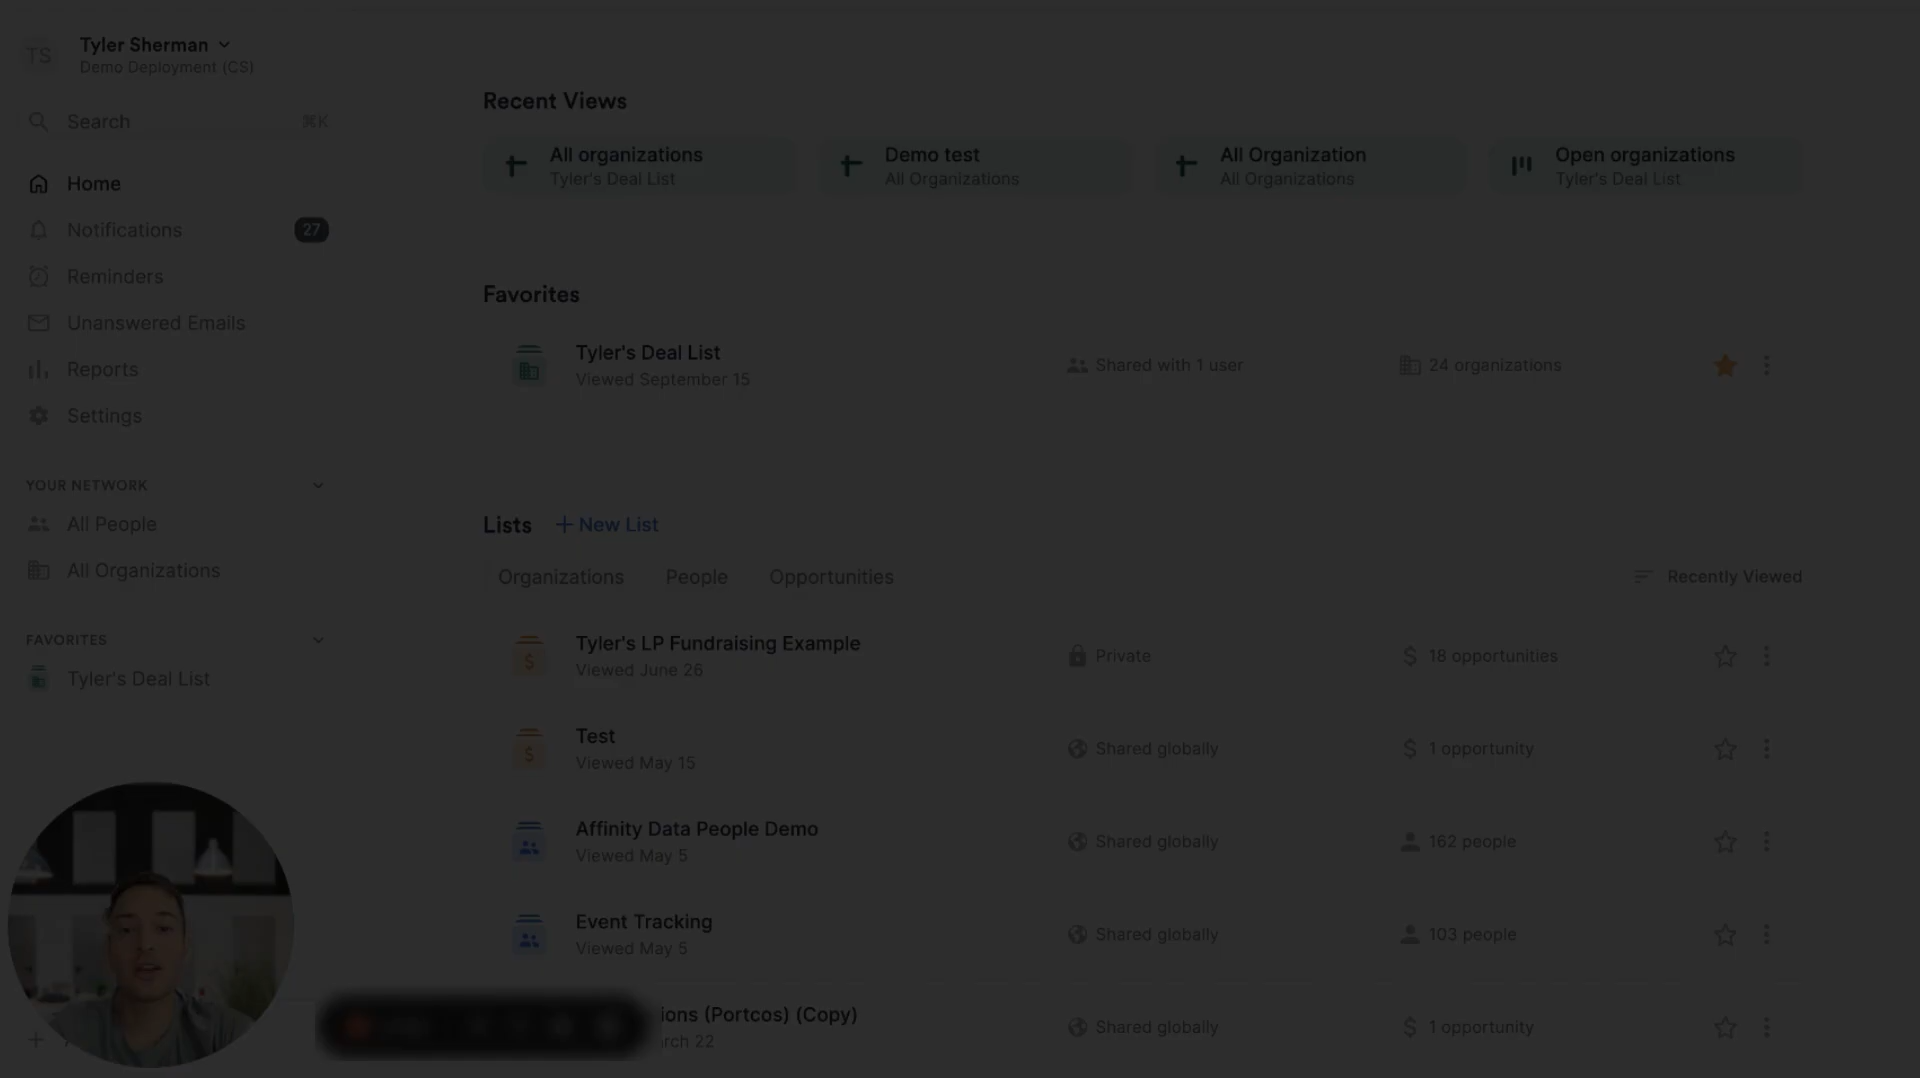 TS
Tyler Sherman
Demo Deployment (CS)
Search
⌘K
Home
Notifications
27
Reminders
Unanswered Emails
Reports
Settings
YOUR NETWORK
All People
All Organizations
FAVORITES
Tyler's Deal List
Recent Views
All organizations
Tyler's Deal List
Demo test
All Organizations
All Organization
All Organizations
Open organizations
Tyler's Deal List
Favorites
Tyler's Deal List
Viewed September 15
Shared with 1 user
24 organizations
Lists
+ New List
Organizations
People
Opportunities
Recently Viewed
Tyler's LP Fundraising Example
Viewed June 26
Private
18 opportunities
Test
Viewed May 15
Shared globally
1 opportunity
Affinity Data People Demo
Viewed May 5
Shared globally
162 people
Event Tracking
Viewed May 5
Shared globally
103 people
ions (Portcos) (Copy)
arch 22
Shared globally
1 opportunity